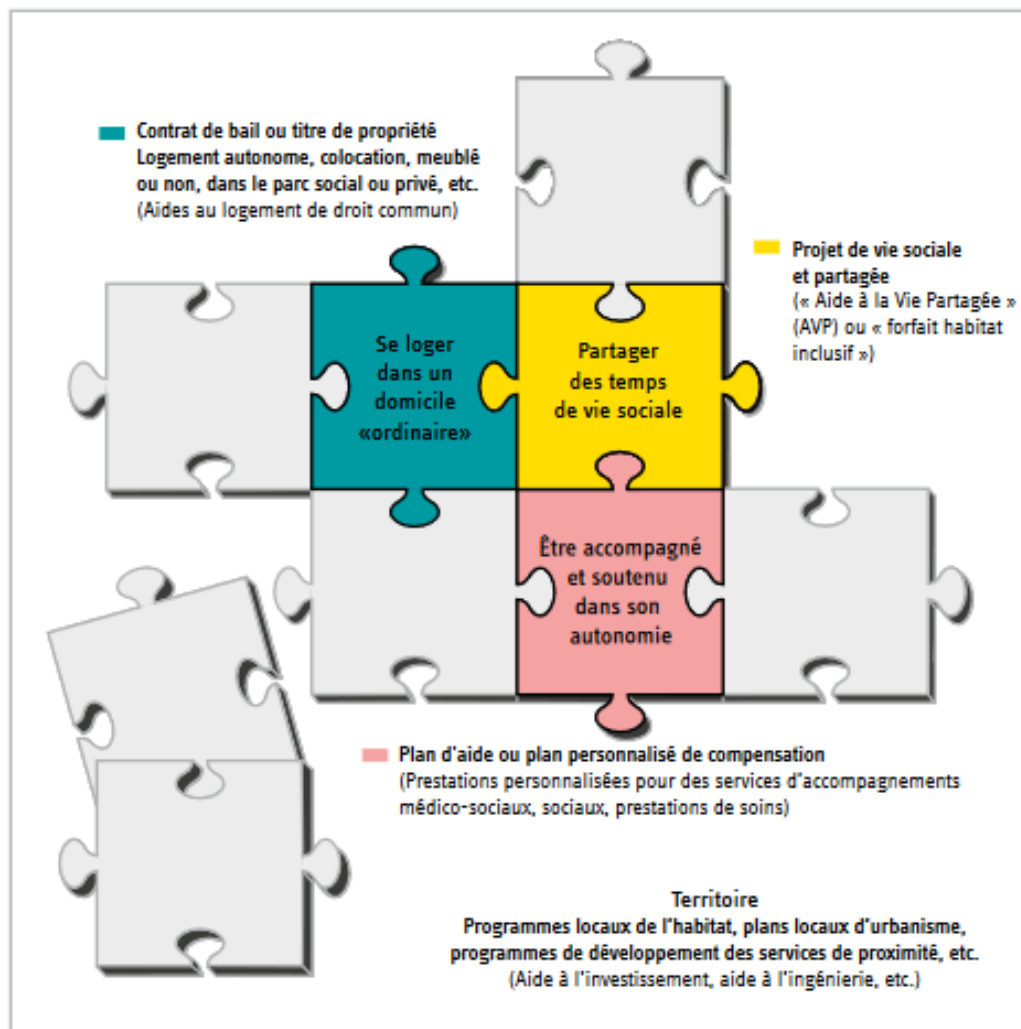 Contrat de bail ou titre de propriété
Logement autonome, colocation, meublé
ou non, dans le parc social ou privé, etc.
(Aides au logement de droit commun)
Projet de vie sociale
et partagée
(« Aide à la Vie Partagée »
(AVP) ou « forfait habitat
inclusif »)
Se loger
dans un
domicile
«ordinaire»
Partager
des temps
de vie sociale
Être accompagné
et soutenu
dans son
autonomie
Plan d'aide ou plan personnalisé de compensation
(Prestations personnalisées pour des services d'accompagnements
médico-sociaux, sociaux, prestations de soins)
Territoire
Programmes locaux de l'habitat, plans locaux d'urbanisme,
programmes de développement des services de proximité, etc.
(Aide à l'investissement, aide à l'ingénierie, etc.)